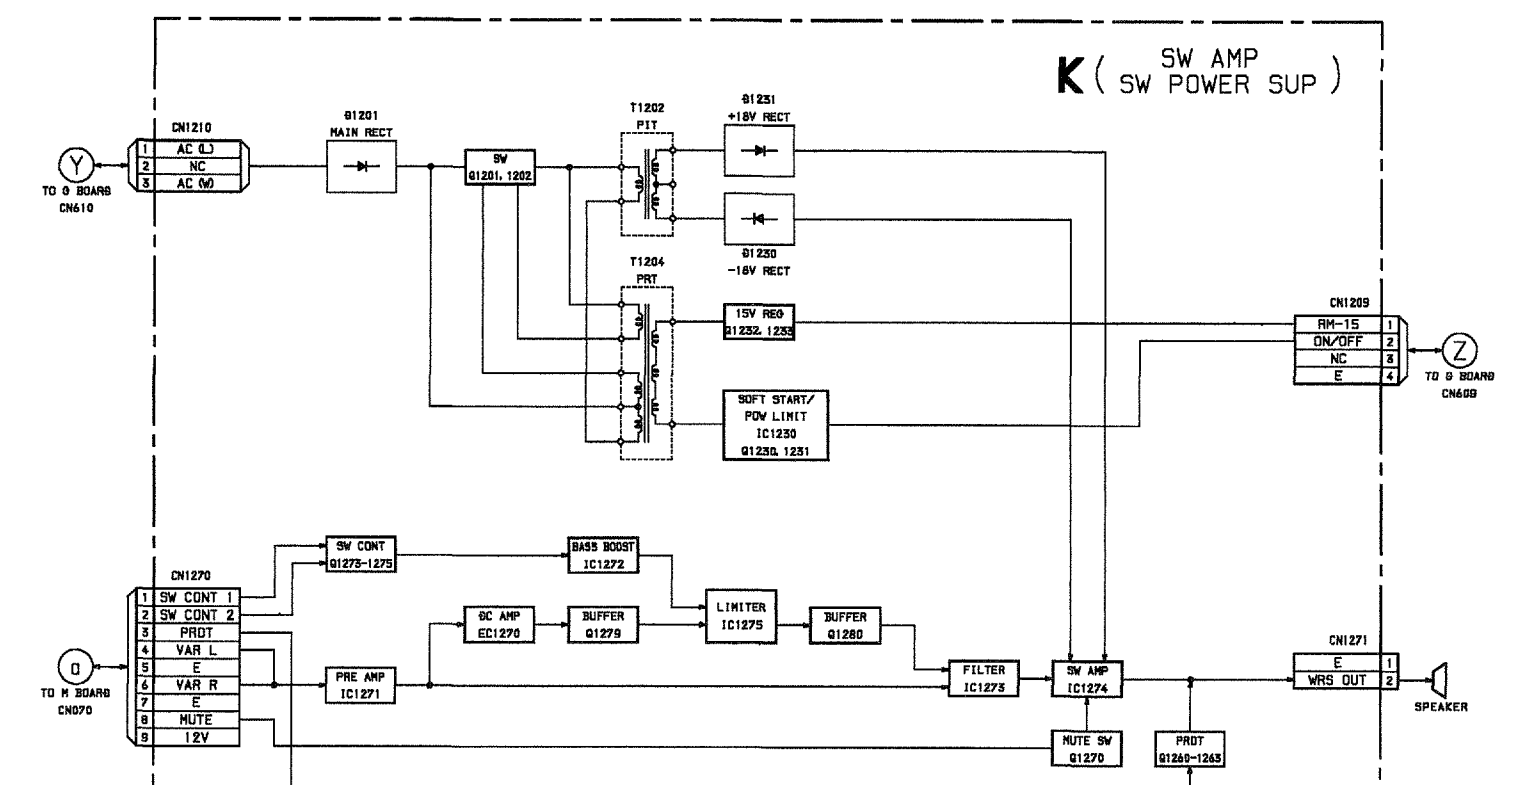 K ( SW AMP
SW POWER SUP )
CN1210
1 AC (L)
2 NC
3 AC (W)
Y
TO G BOARD
CN610
D1201
MAIN RECT
SW
Q1201, 1202
T1202
PIT
D1231
+18V RECT
D1230
-18V RECT
T1204
PRT
15V REG
Q1232, 1233
SOFT START/
POW LIMIT
IC1230
Q1230, 1231
CN1209
RM-15 1
ON/OFF 2
NC 3
E 4
Z
TO G BOARD
CN609
CN1270
1 SW CONT 1
2 SW CONT 2
3 PROT
4 VAR L
5 E
6 VAR R
7 E
8 MUTE
9 12V
TO M BOARD
CN070
SW CONT
Q1273-1275
BASS BOOST
IC1272
DC AMP
EC1270
BUFFER
Q1279
LIMITER
IC1275
BUFFER
Q1280
PRE AMP
IC1271
FILTER
IC1273
SW AMP
IC1274
MUTE SW
Q1270
PROT
Q1260-1263
CN1271
E 1
WRS OUT 2
SPEAKER